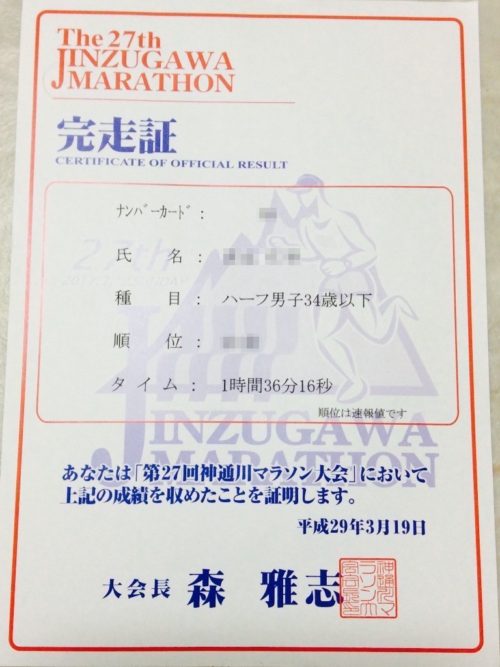 The 27th
JINZUGAWA
MARATHON
完走証
CERTIFICATE OF OFFICIAL RESULT
ナンバーカード：
氏　名：
種　目：ハーフ男子34歳以下
順　位：
タイム：1時間36分16秒
順位は速報値です
27th
JINZUGAWA
MARATHON
あなたは「第27回神通川マラソン大会」において
上記の成績を収めたことを証明します。
平成29年3月19日
大会長 森 雅志